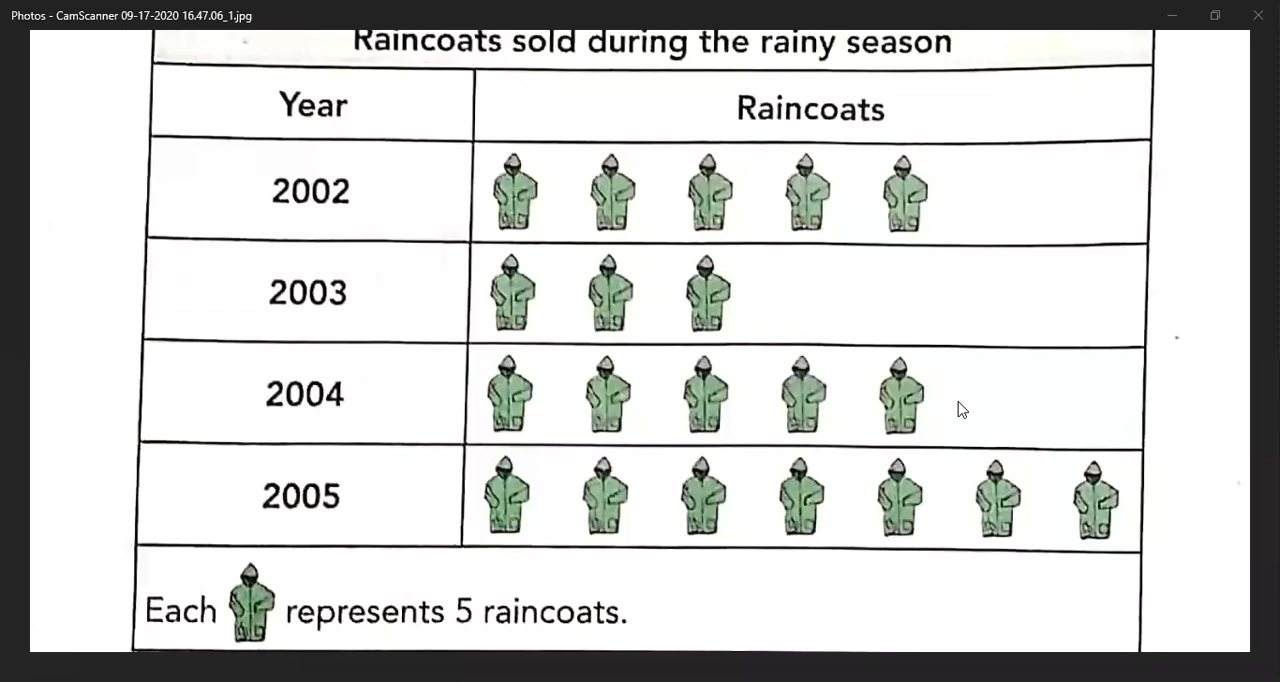 Photos - CamScanner 09-17-2020 16.47.06_1.jpg
Raincoats sold during the rainy season
Year Raincoats
2002
2003
2004
2005
Each represents 5 raincoats.